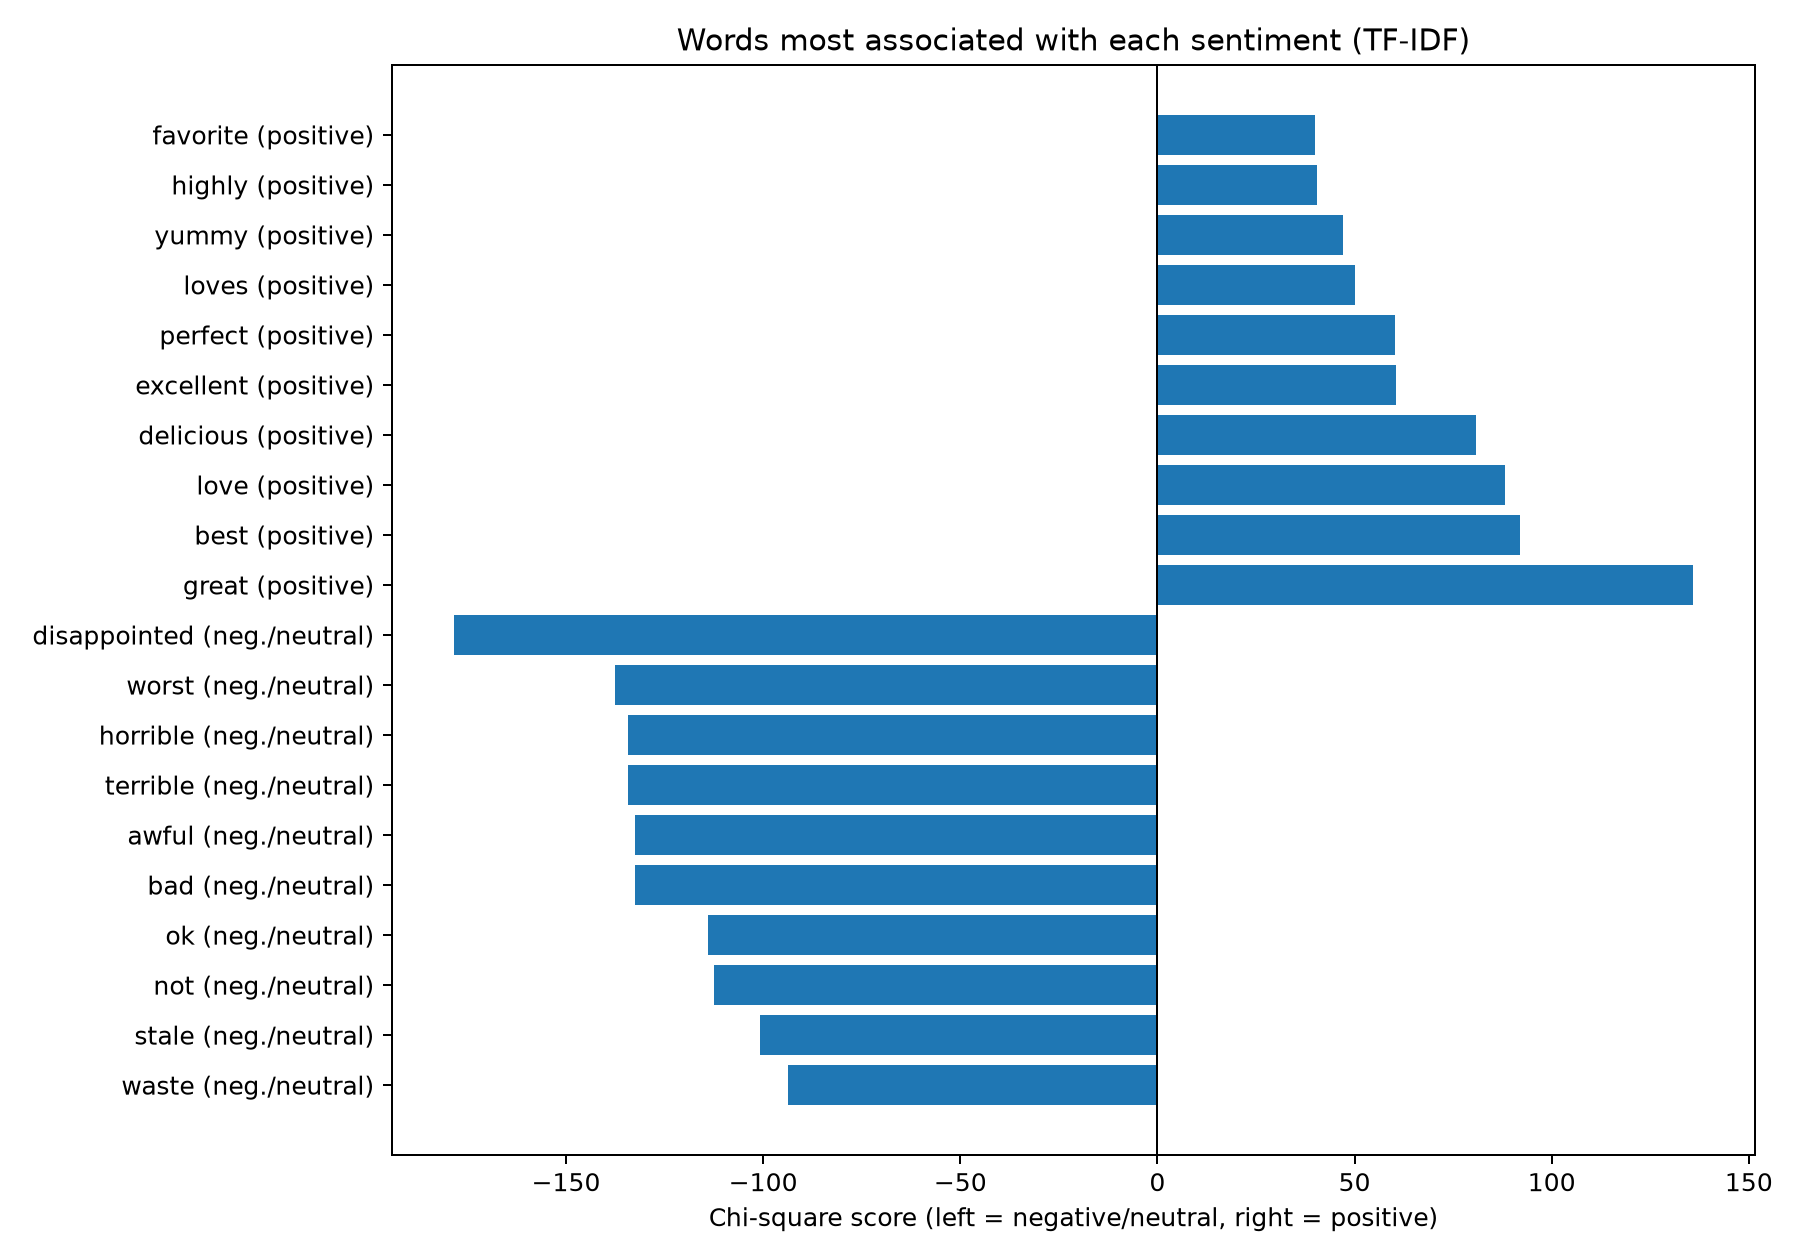 Words most associated with each sentiment (TF-IDF)
favorite (positive)
highly (positive)
yummy (positive)
loves (positive)
perfect (positive)
excellent (positive)
delicious (positive)
love (positive)
best (positive)
great (positive)
disappointed (neg./neutral)
worst (neg./neutral)
horrible (neg./neutral)
terrible (neg./neutral)
awful (neg./neutral)
bad (neg./neutral)
ok (neg./neutral)
not (neg./neutral)
stale (neg./neutral)
waste (neg./neutral)
−150 −100 −50 0 50 100 150
Chi-square score (left = negative/neutral, right = positive)